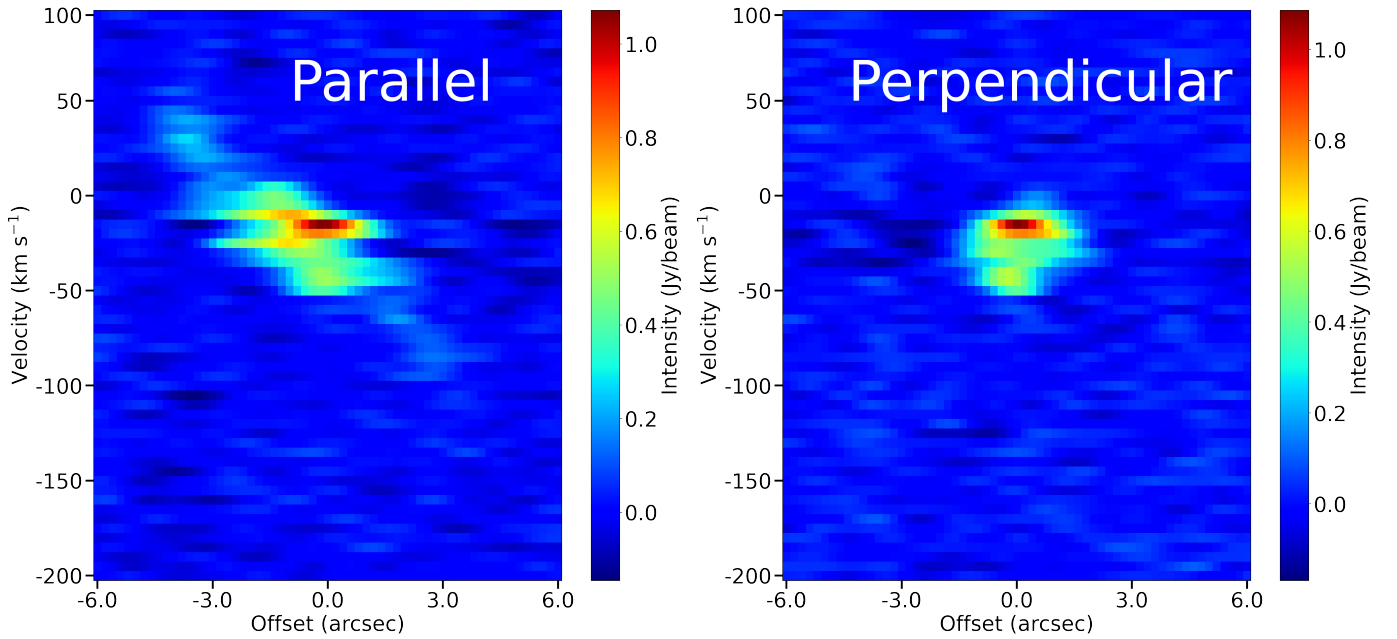 Parallel
100
50
0
-50
-100
-150
-200
Velocity (km s⁻¹)
-6.0 -3.0 0.0 3.0 6.0
Offset (arcsec)
1.0
0.8
0.6
0.4
0.2
0.0
Intensity (Jy/beam)
Perpendicular
100
50
0
-50
-100
-150
-200
Velocity (km s⁻¹)
-6.0 -3.0 0.0 3.0 6.0
Offset (arcsec)
1.0
0.8
0.6
0.4
0.2
0.0
Intensity (Jy/beam)